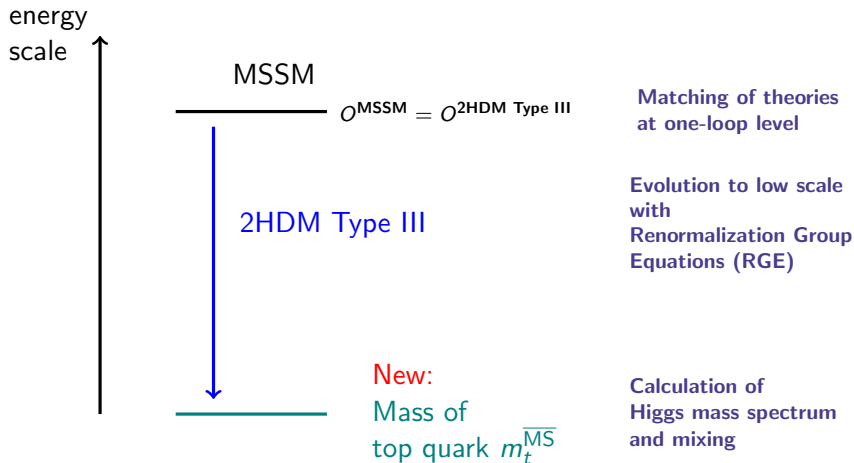 energy
scale
MSSM
O^MSSM = O^2HDM Type III
Matching of theories
at one-loop level
2HDM Type III
Evolution to low scale
with
Renormalization Group
Equations (RGE)
New:
Mass of
top quark m_t^{\overline{MS}}
Calculation of
Higgs mass spectrum
and mixing